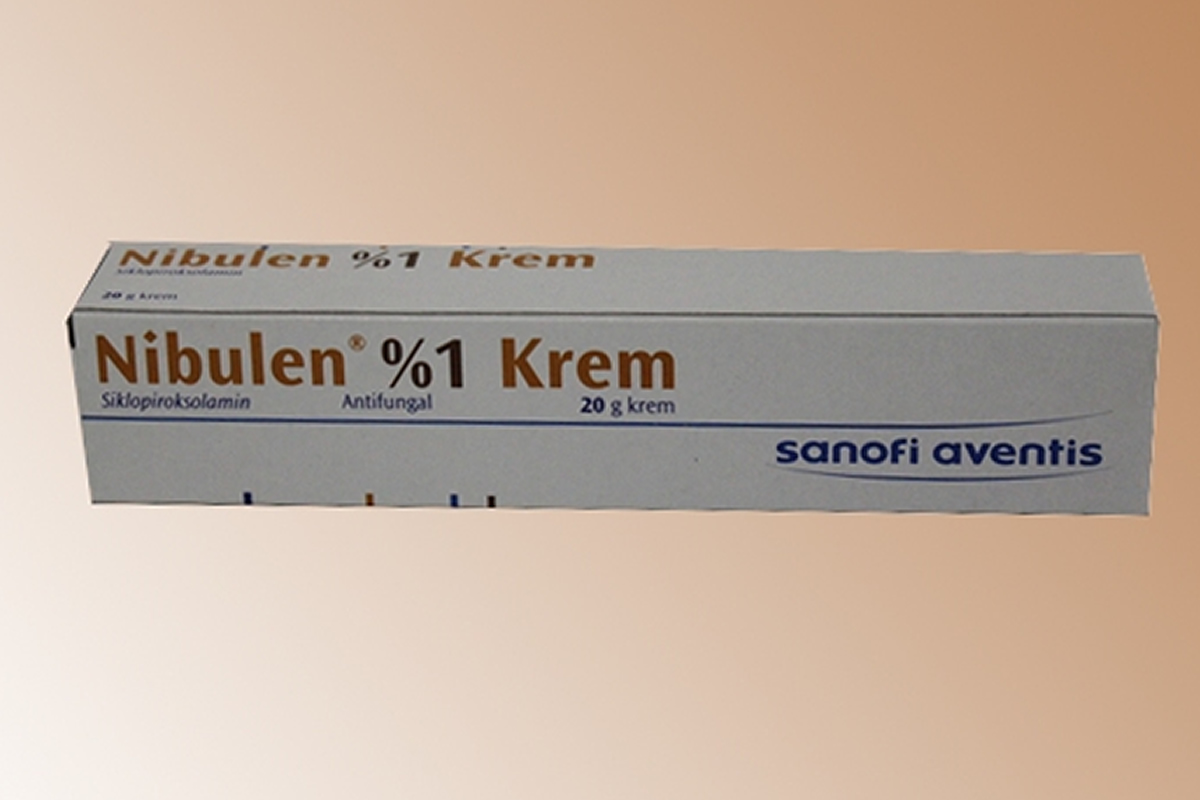 Nibulen %1 Krem
Siklopiroksolamin
20 g krem
Nibulen® %1 Krem
Siklopiroksolamin Antifungal 20 g krem
sanofi aventis